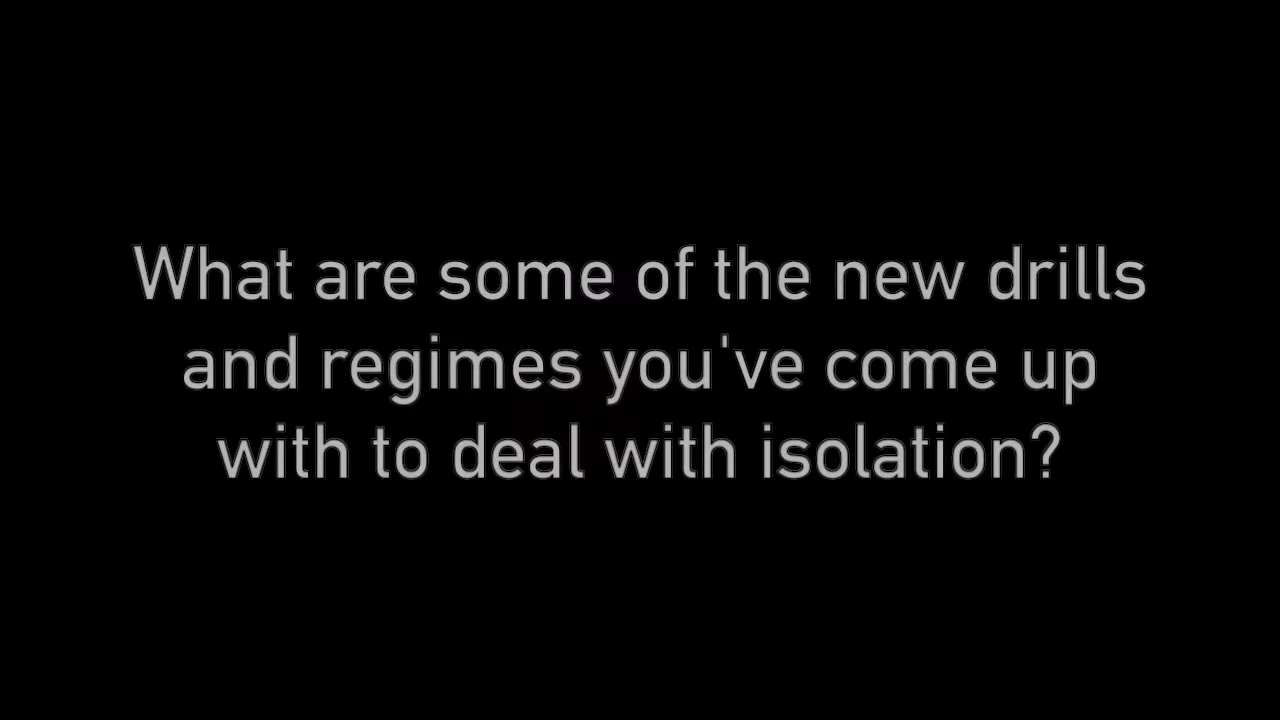 What are some of the new drills
and regimes you've come up
with to deal with isolation?